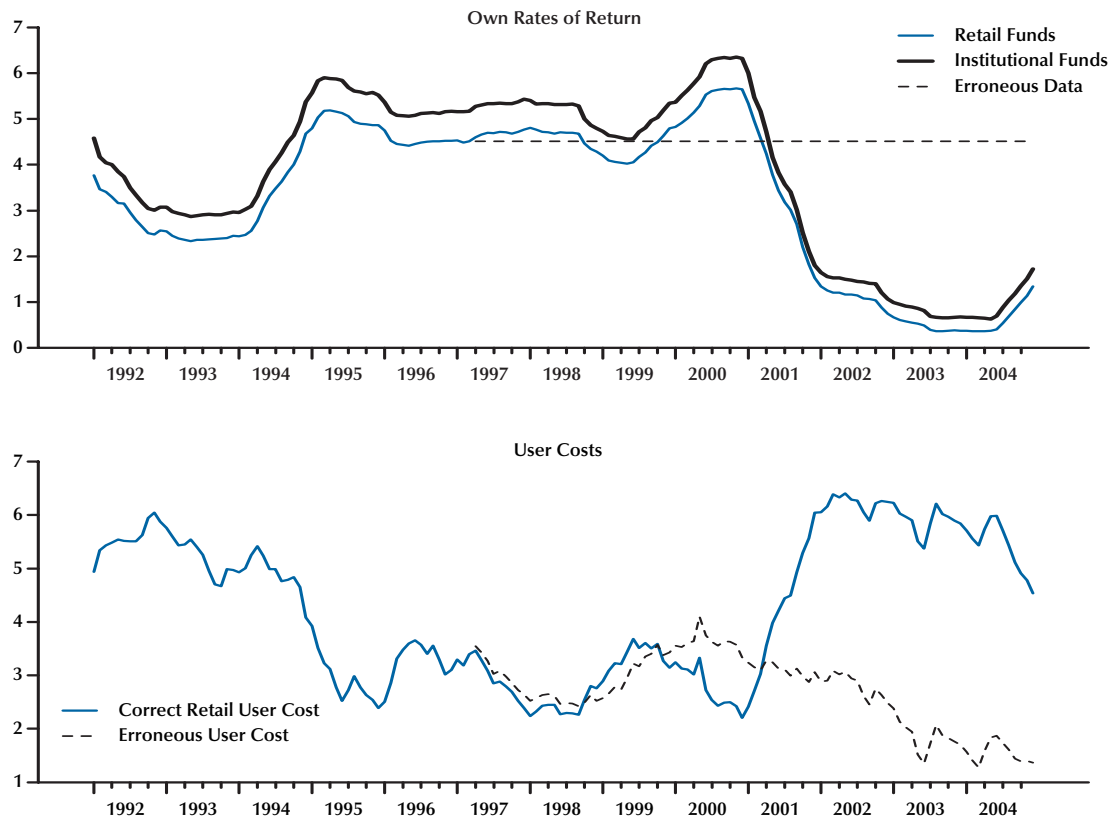 Own Rates of Return
7
6
5
4
3
2
1
0
Retail Funds
Institutional Funds
Erroneous Data
1992 1993 1994 1995 1996 1997 1998 1999 2000 2001 2002 2003 2004
User Costs
7
6
5
4
3
2
1
Correct Retail User Cost
Erroneous User Cost
1992 1993 1994 1995 1996 1997 1998 1999 2000 2001 2002 2003 2004